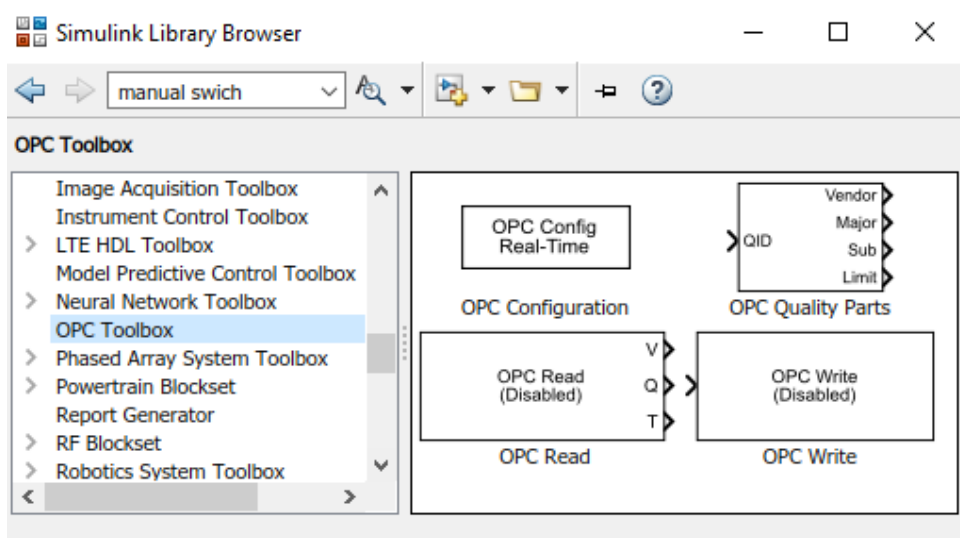 Simulink Library Browser
manual swich
OPC Toolbox
Image Acquisition Toolbox
Instrument Control Toolbox
LTE HDL Toolbox
Model Predictive Control Toolbox
Neural Network Toolbox
OPC Toolbox
Phased Array System Toolbox
Powertrain Blockset
Report Generator
RF Blockset
Robotics System Toolbox
OPC Config
Real-Time
OPC Configuration
QID
Vendor
Major
Sub
Limit
OPC Quality Parts
OPC Read
(Disabled)
V
Q
T
OPC Read
OPC Write
(Disabled)
OPC Write